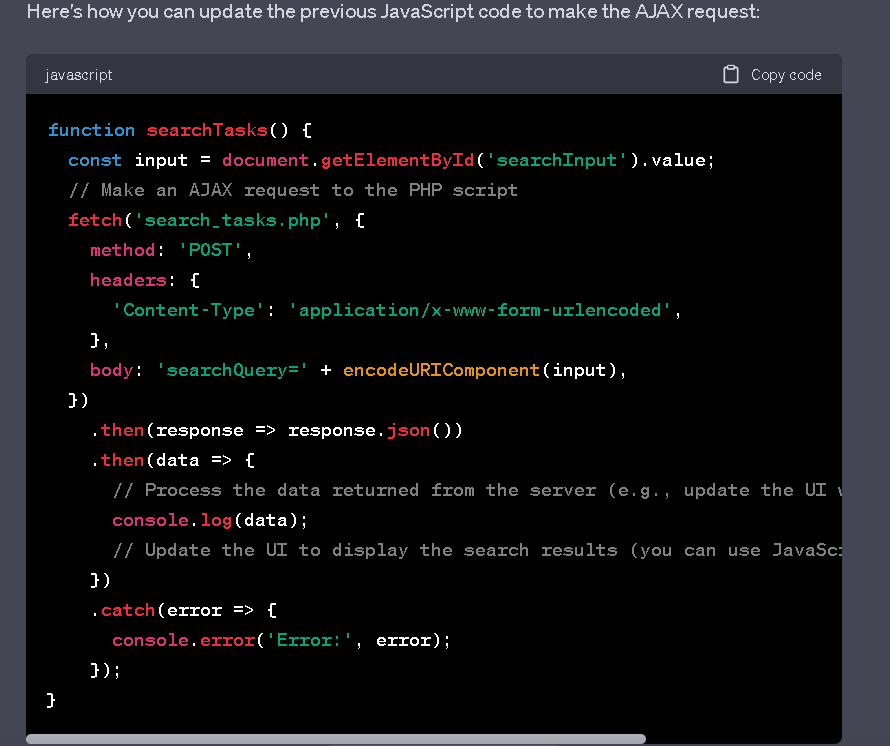 Here's how you can update the previous JavaScript code to make the AJAX request:
javascript
Copy code
function searchTasks() {
  const input = document.getElementById('searchInput').value;
  // Make an AJAX request to the PHP script
  fetch('search_tasks.php', {
    method: 'POST',
    headers: {
      'Content-Type': 'application/x-www-form-urlencoded',
    },
    body: 'searchQuery=' + encodeURIComponent(input),
  })
    .then(response => response.json())
    .then(data => {
      // Process the data returned from the server (e.g., update the UI
      console.log(data);
      // Update the UI to display the search results (you can use
    })
    .catch(error => {
      console.error('Error:', error);
    });
}